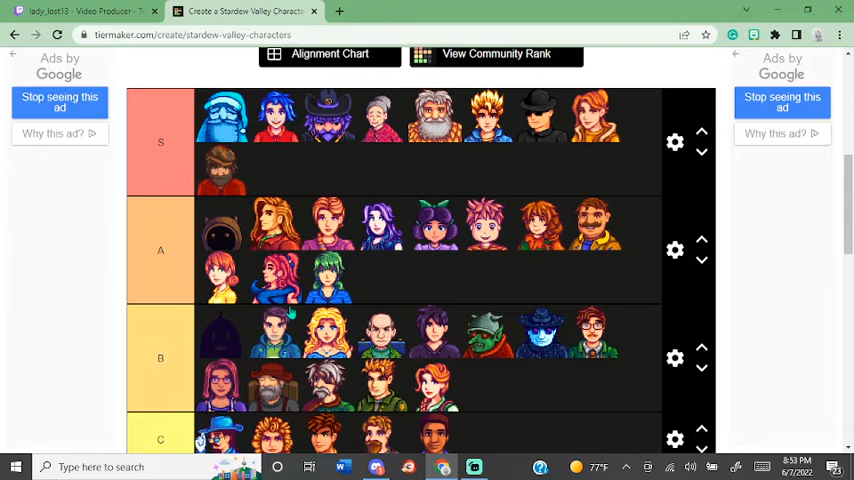 lady_lost13 - Video Producer - T
Create a Stardew Valley Characte
tiermaker.com/create/stardew-valley-characters
Alignment Chart
View Community Rank
Ads by
Google
Stop seeing this
ad
Why this ad?
Ads by
Google
Stop seeing this
ad
Why this ad?
S
A
B
C
Type here to search
77°F
8:53 PM
6/7/2022
23